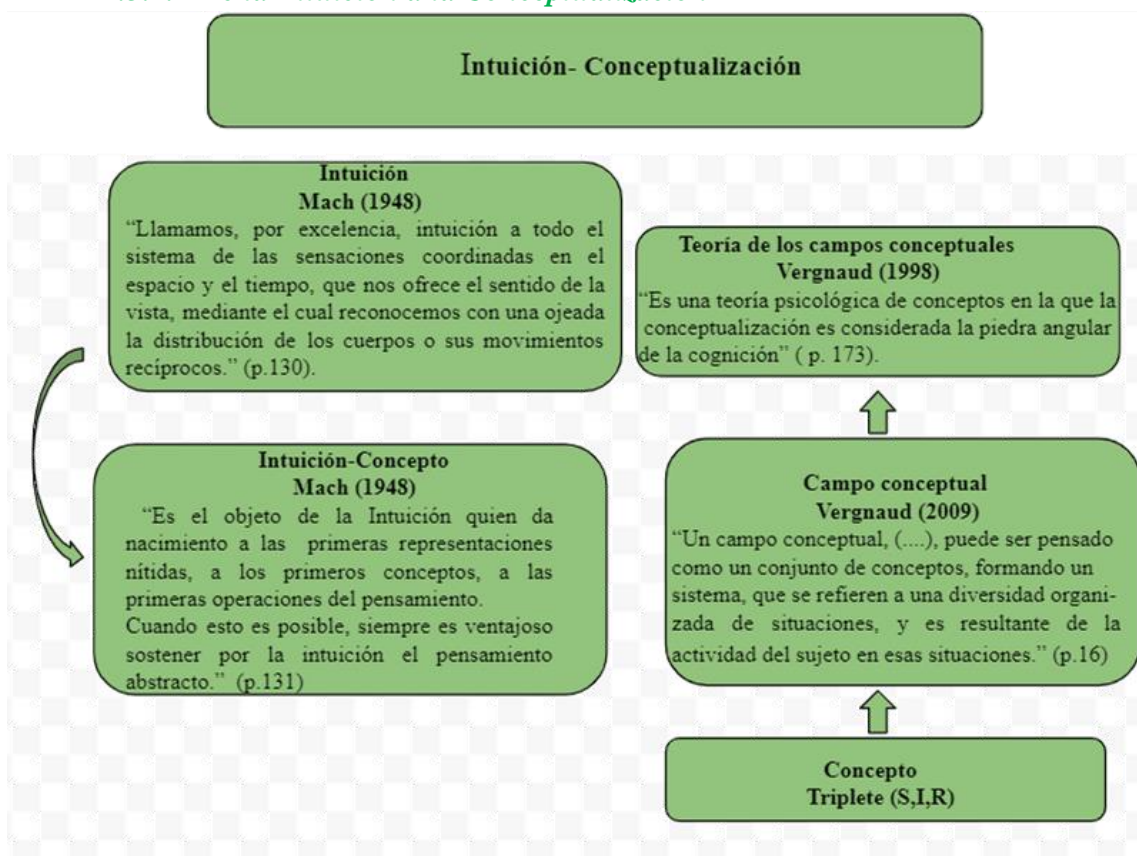 Intuición- Conceptualización
Intuición
Mach (1948)
“Llamamos, por excelencia, intuición a todo el
sistema de las sensaciones coordinadas en el
espacio y el tiempo, que nos ofrece el sentido de la
vista, mediante el cual reconocemos con una ojeada
la distribución de los cuerpos o sus movimientos
recíprocos.” (p.130).
Intuición-Concepto
Mach (1948)
“Es el objeto de la Intuición quien da
nacimiento a las primeras representaciones
nítidas, a los primeros conceptos, a las
primeras operaciones del pensamiento.
Cuando esto es posible, siempre es ventajoso
sostener por la intuición el pensamiento
abstracto.” (p.131)
Teoría de los campos conceptuales
Vergnaud (1998)
“Es una teoría psicológica de conceptos en la que la
conceptualización es considerada la piedra angular
de la cognición” ( p. 173).
Campo conceptual
Vergnaud (2009)
“Un campo conceptual, (....), puede ser pensado
como un conjunto de conceptos, formando un
sistema, que se refieren a una diversidad organi-
zada de situaciones, y es resultante de la
actividad del sujeto en esas situaciones.” (p.16)
Concepto
Triplete (S,I,R)